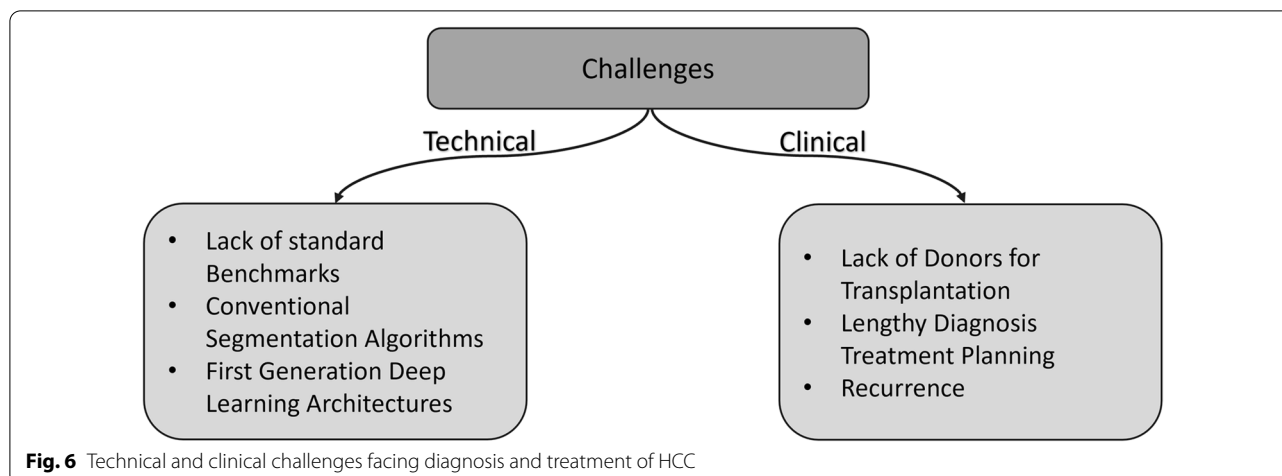 Challenges
Technical
Clinical
• Lack of standard
Benchmarks
• Conventional
Segmentation Algorithms
• First Generation Deep
Learning Architectures
• Lack of Donors for
Transplantation
• Lengthy Diagnosis
Treatment Planning
• Recurrence
Fig. 6 Technical and clinical challenges facing diagnosis and treatment of HCC